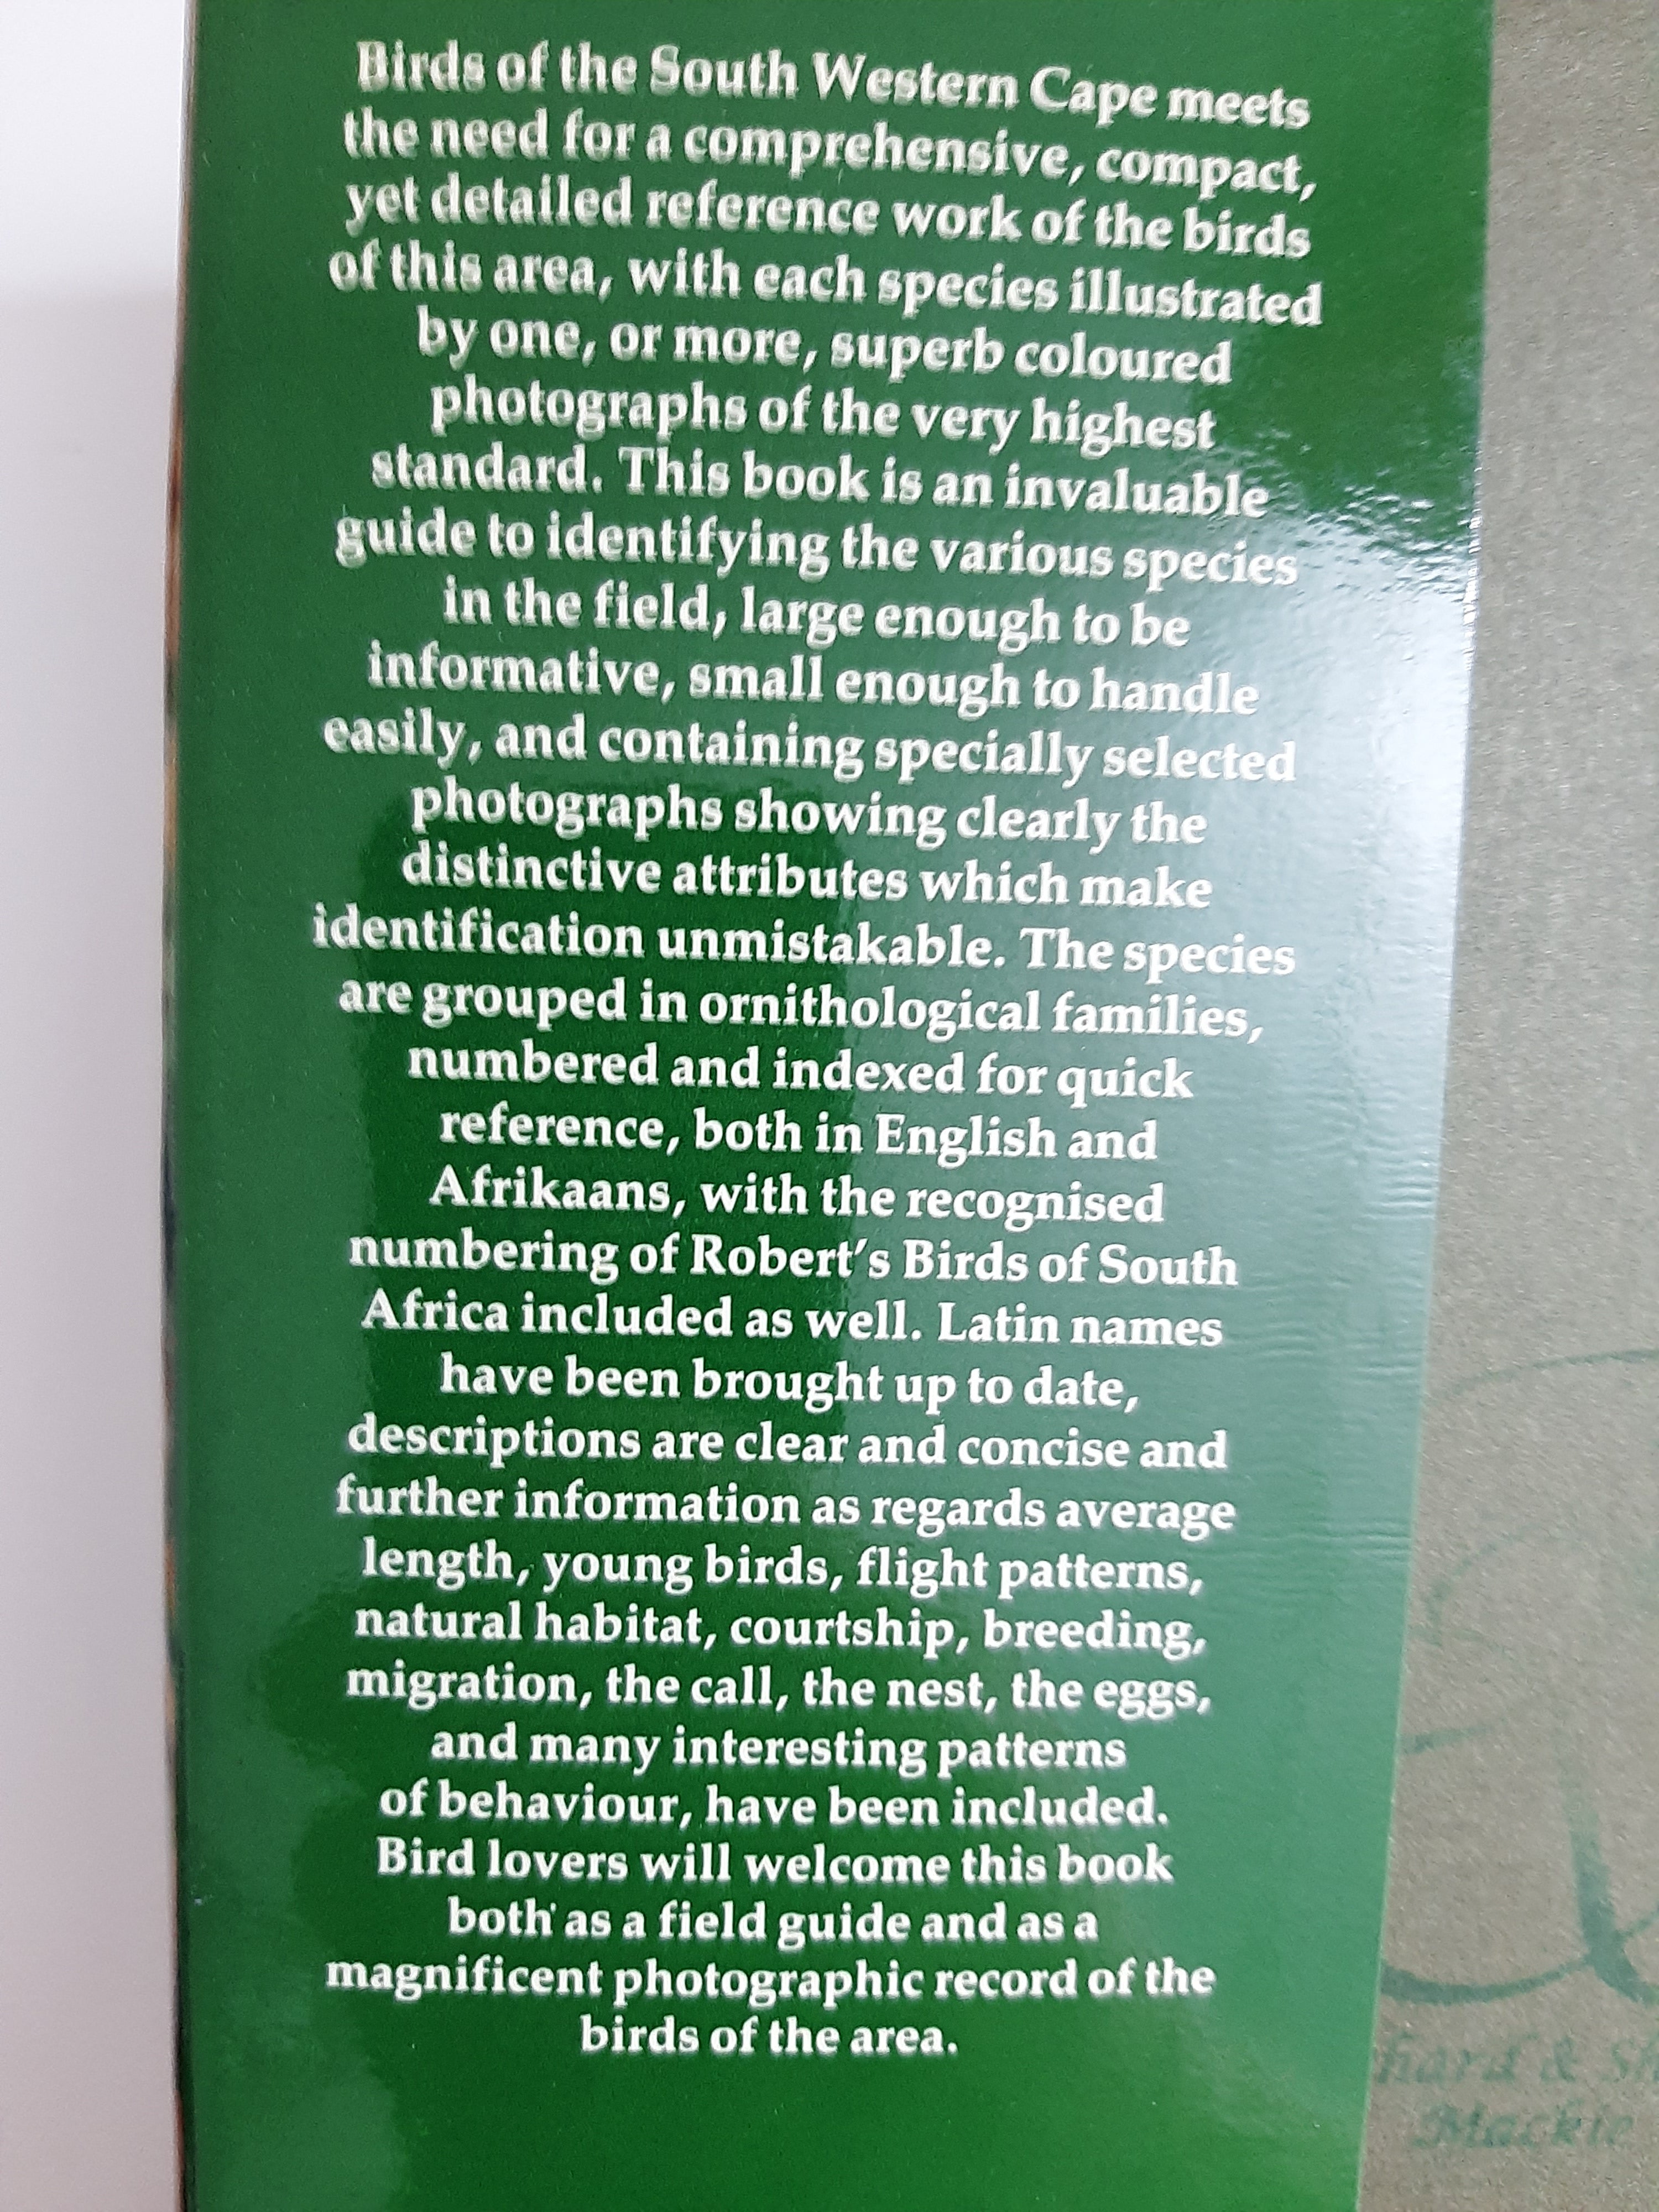 Birds of the South Western Cape meets
the need for a comprehensive, compact,
yet detailed reference work of the birds
of this area, with each species illustrated
by one, or more, superb coloured
photographs of the very highest
standard. This book is an invaluable
guide to identifying the various species
in the field, large enough to be
informative, small enough to handle
easily, and containing specially selected
photographs showing clearly the
distinctive attributes which make
identification unmistakable. The species
are grouped in ornithological families,
numbered and indexed for quick
reference, both in English and
Afrikaans, with the recognised
numbering of Robert's Birds of South
Africa included as well. Latin names
have been brought up to date,
descriptions are clear and concise and
further information as regards average
length, young birds, flight patterns,
natural habitat, courtship, breeding,
migration, the call, the nest, the eggs,
and many interesting patterns
of behaviour, have been included.
Bird lovers will welcome this book
both as a field guide and as a
magnificent photographic record of the
birds of the area.
&
Mackie